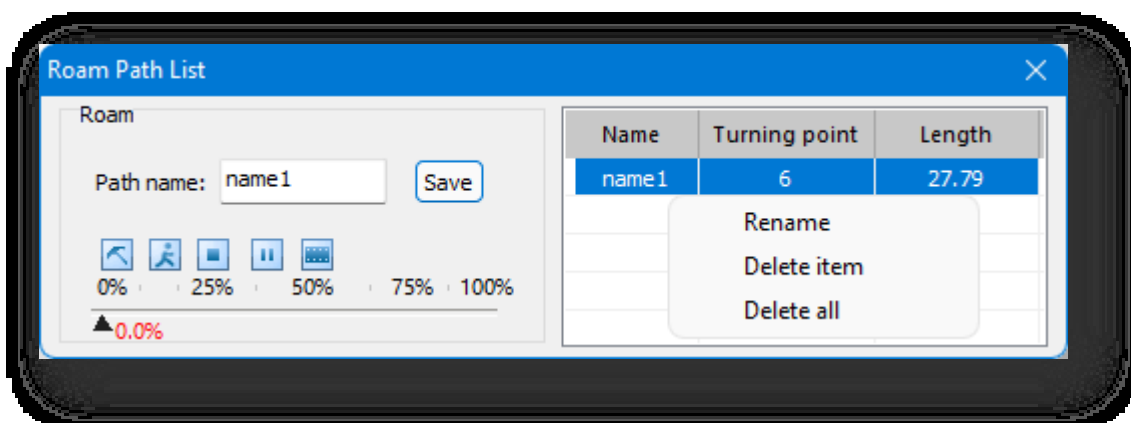 Roam Path List
Roam
Path name: name1 Save
0% 25% 50% 75% 100%
0.0%
Name Turning point Length
name1 6 27.79
Rename
Delete item
Delete all